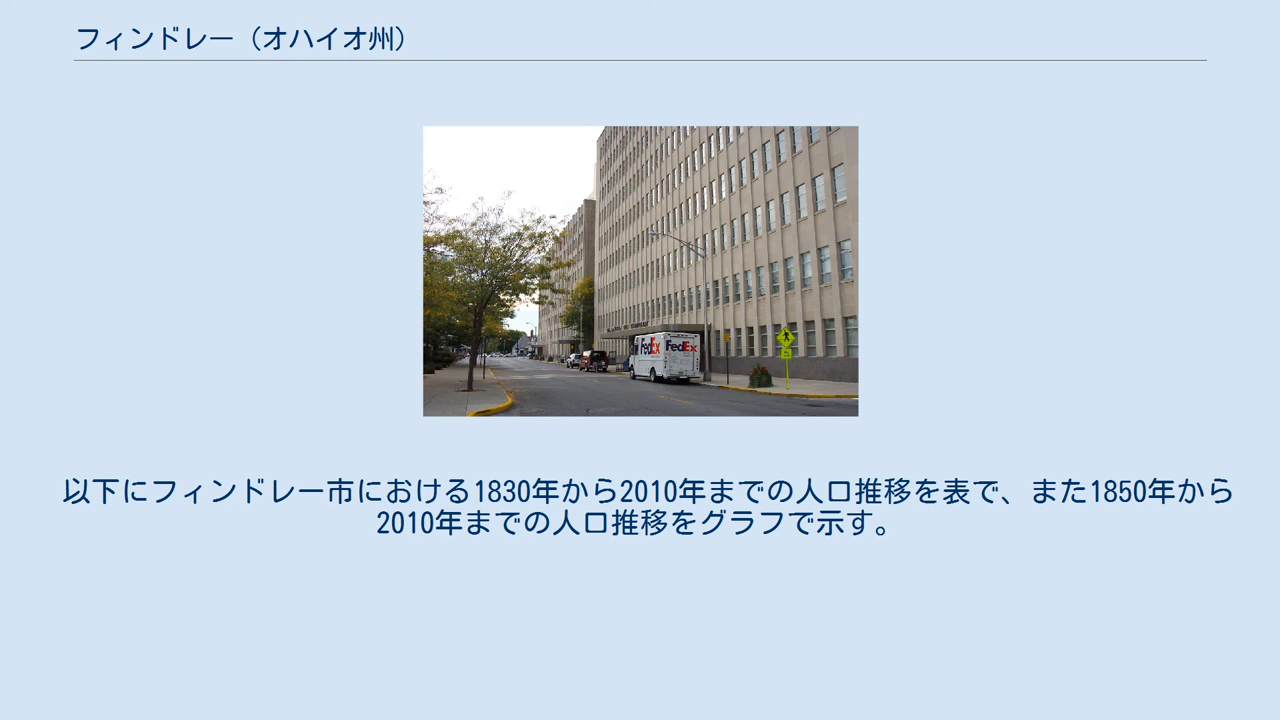 フィンドレー（オハイオ州）
FedEx FedEx
以下にフィンドレー市における1830年から2010年までの人口推移を表で、また1850年から
2010年までの人口推移をグラフで示す。